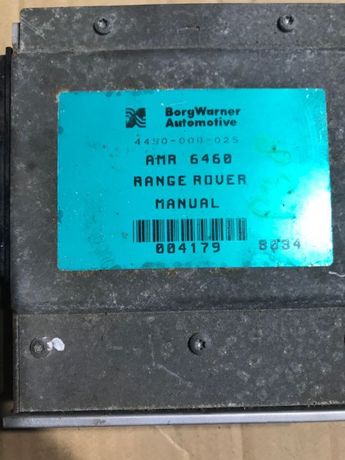 BorgWarner
Automotive
4490-000-025
AMR 6460
RANGE ROVER
MANUAL
004179 8034